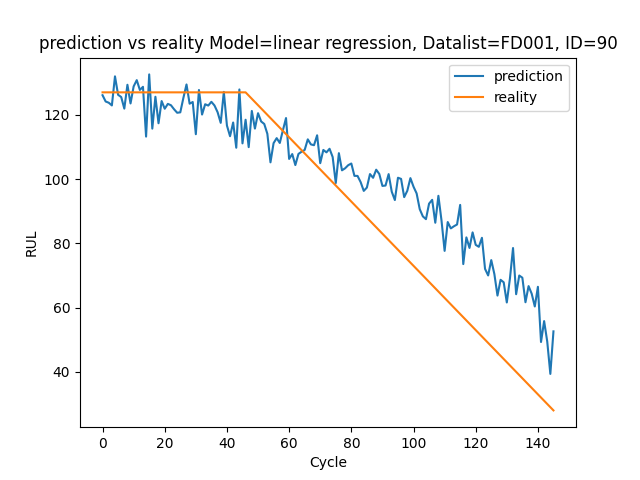 prediction vs reality Model=linear regression, Datalist=FD001, ID=90
prediction
reality
RUL
120
100
80
60
40
0 20 40 60 80 100 120 140
Cycle